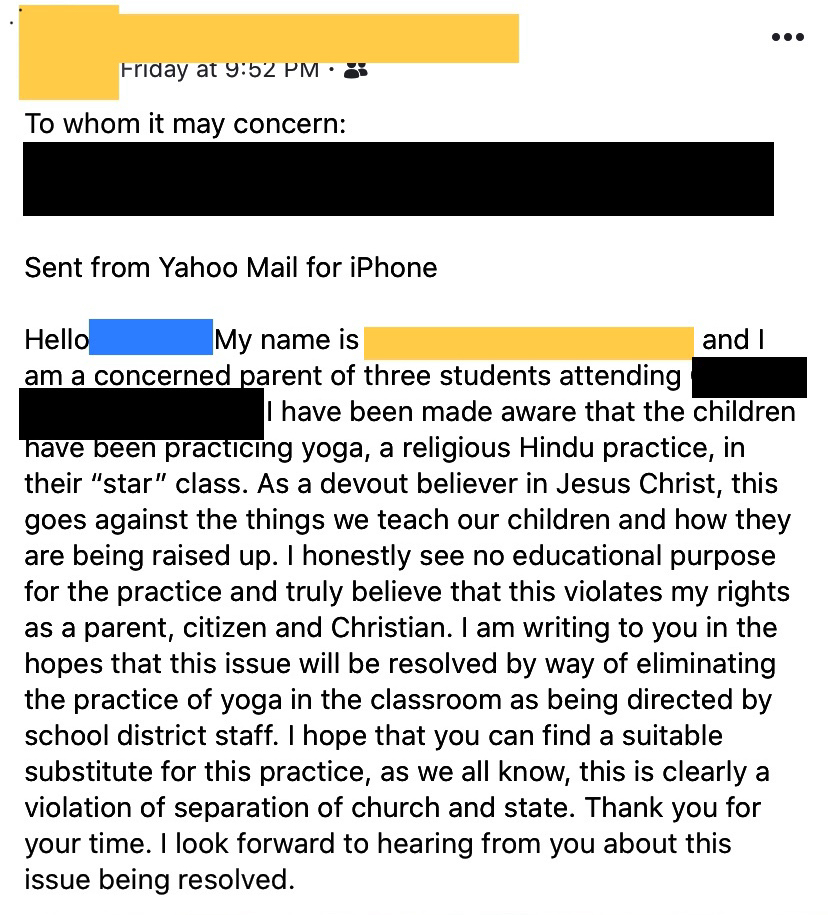 Friday at 9:52 PM ·
To whom it may concern:
Sent from Yahoo Mail for iPhone
Hello My name is and I
am a concerned parent of three students attending
I have been made aware that the children
have been practicing yoga, a religious Hindu practice, in
their “star” class. As a devout believer in Jesus Christ, this
goes against the things we teach our children and how they
are being raised up. I honestly see no educational purpose
for the practice and truly believe that this violates my rights
as a parent, citizen and Christian. I am writing to you in the
hopes that this issue will be resolved by way of eliminating
the practice of yoga in the classroom as being directed by
school district staff. I hope that you can find a suitable
substitute for this practice, as we all know, this is clearly a
violation of separation of church and state. Thank you for
your time. I look forward to hearing from you about this
issue being resolved.